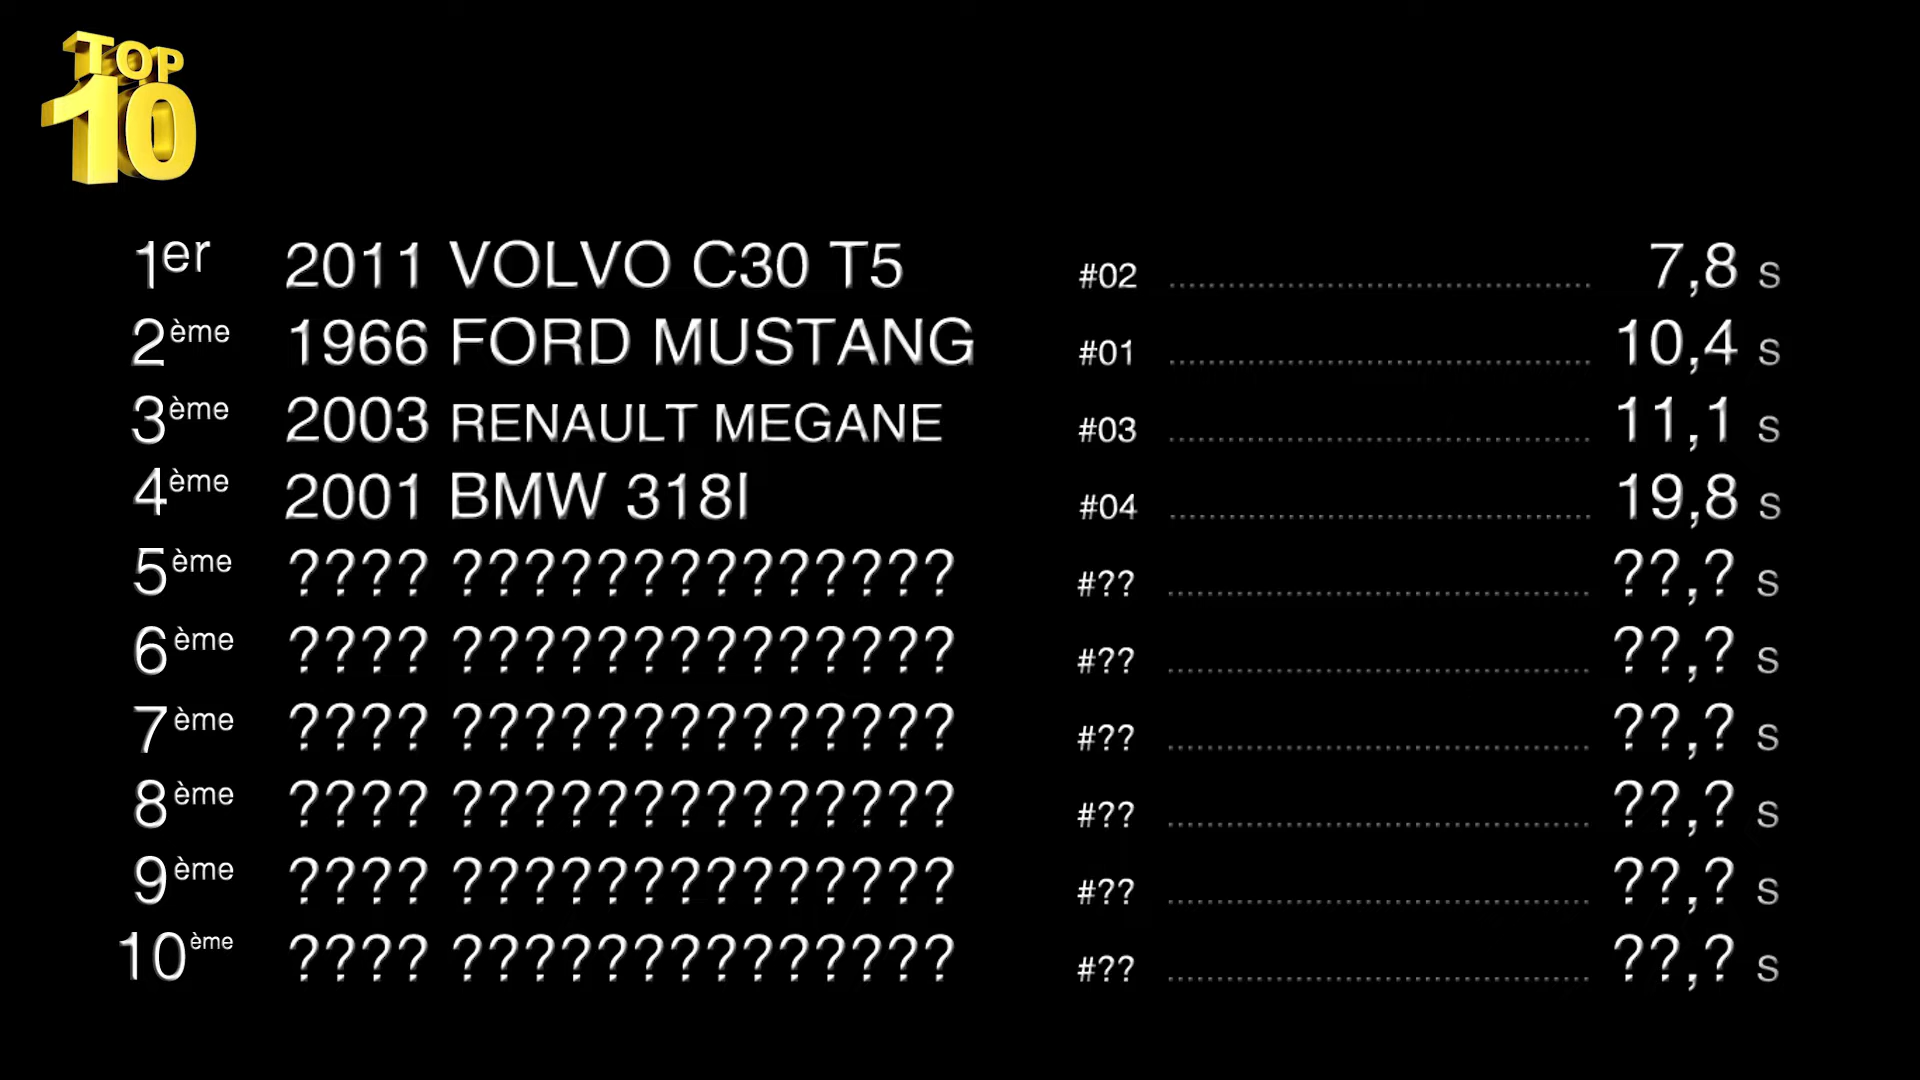 TOP
10
1er 2011 VOLVO C30 T5 #02 ........................................ 7,8 s
2ème 1966 FORD MUSTANG #01 ........................................ 10,4 s
3ème 2003 RENAULT MEGANE #03 ........................................ 11,1 s
4ème 2001 BMW 318I #04 ........................................ 19,8 s
5ème ???? ?????????????? #?? ........................................ ??,? s
6ème ???? ?????????????? #?? ........................................ ??,? s
7ème ???? ?????????????? #?? ........................................ ??,? s
8ème ???? ?????????????? #?? ........................................ ??,? s
9ème ???? ?????????????? #?? ........................................ ??,? s
10ème ???? ?????????????? #?? ........................................ ??,? s